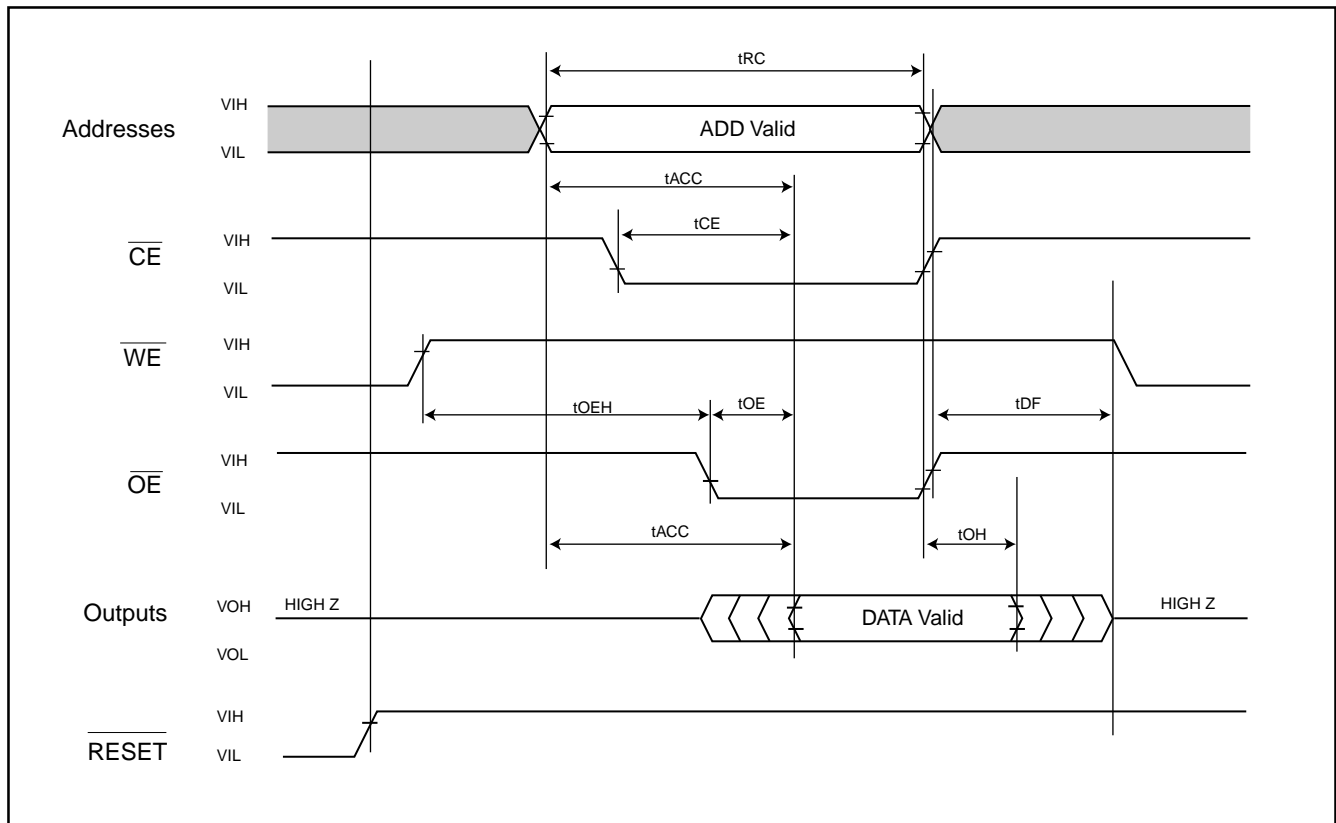 tRC
VIH
Addresses
ADD Valid
VIL
tACC
tCE
VIH
CE
VIL
VIH
WE
VIL
tOEH
tOE
tDF
VIH
OE
VIL
tACC
tOH
Outputs
VOH
HIGH Z
DATA Valid
HIGH Z
VOL
VIH
RESET
VIL